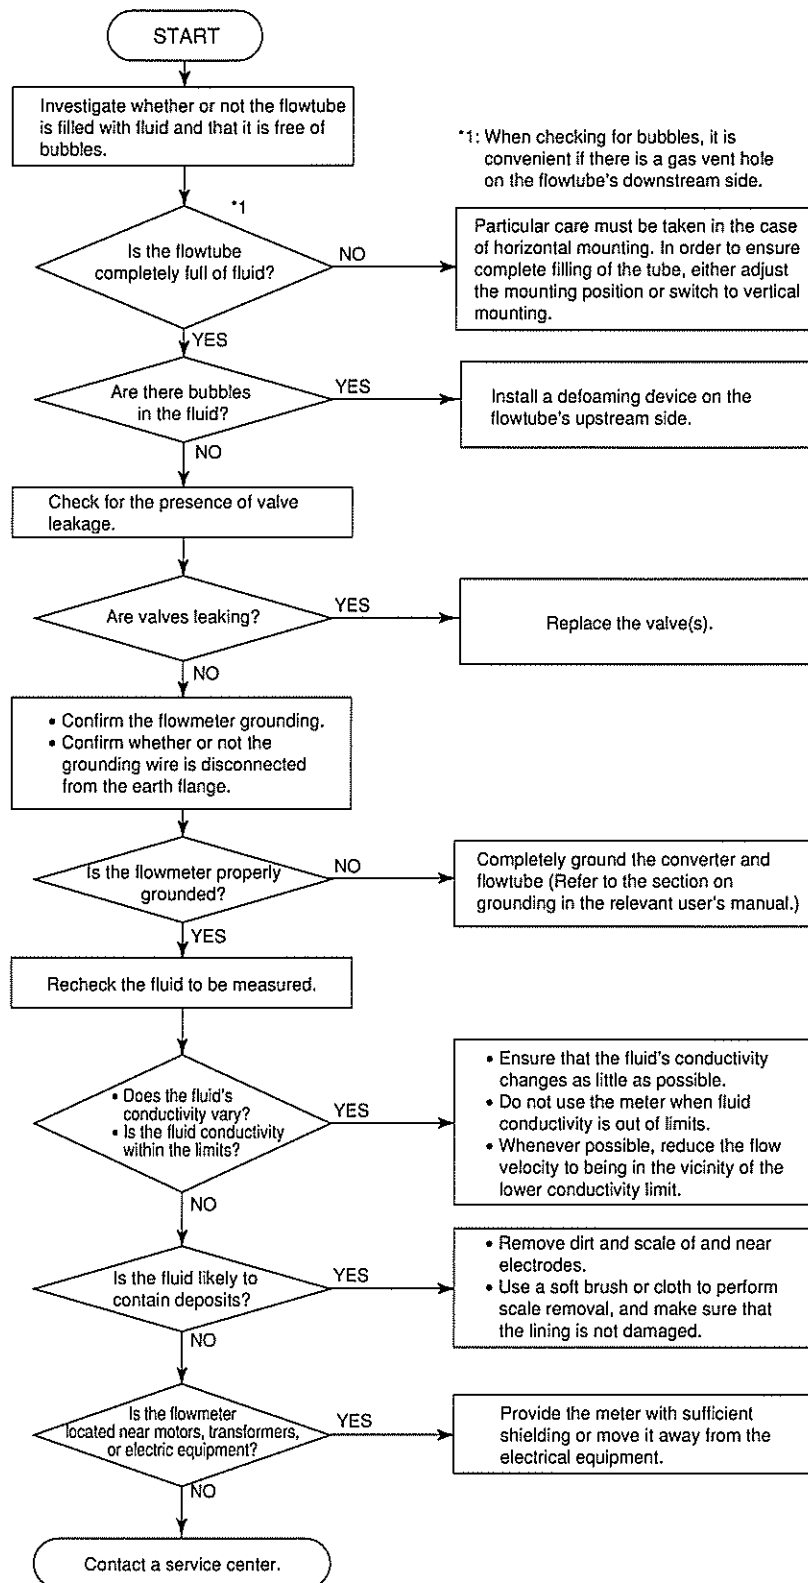 START
Investigate whether or not the flowtube
is filled with fluid and that it is free of
bubbles.
*1: When checking for bubbles, it is
convenient if there is a gas vent hole
on the flowtube's downstream side.
*1
Is the flowtube
completely full of fluid?
NO
Particular care must be taken in the case
of horizontal mounting. In order to ensure
complete filling of the tube, either adjust
the mounting position or switch to vertical
mounting.
YES
Are there bubbles
in the fluid?
YES
Install a defoaming device on the
flowtube's upstream side.
NO
Check for the presence of valve
leakage.
Are valves leaking?
YES
Replace the valve(s).
NO
• Confirm the flowmeter grounding.
• Confirm whether or not the
grounding wire is disconnected
from the earth flange.
Is the flowmeter properly
grounded?
NO
Completely ground the converter and
flowtube (Refer to the section on
grounding in the relevant user's manual.)
YES
Recheck the fluid to be measured.
• Does the fluid's
conductivity vary?
• Is the fluid conductivity
within the limits?
YES
• Ensure that the fluid's conductivity
changes as little as possible.
• Do not use the meter when fluid
conductivity is out of limits.
• Whenever possible, reduce the flow
velocity to being in the vicinity of the
lower conductivity limit.
NO
Is the fluid likely to
contain deposits?
YES
• Remove dirt and scale of and near
electrodes.
• Use a soft brush or cloth to perform
scale removal, and make sure that
the lining is not damaged.
NO
Is the flowmeter
located near motors, transformers,
or electric equipment?
YES
Provide the meter with sufficient
shielding or move it away from the
electrical equipment.
NO
Contact a service center.